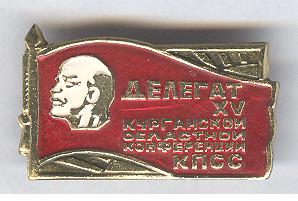 ДЕЛЕГАТ
XV
КУРГАНСКОЙ
ОБЛАСТНОЙ
КОНФЕРЕНЦИИ
КПСС